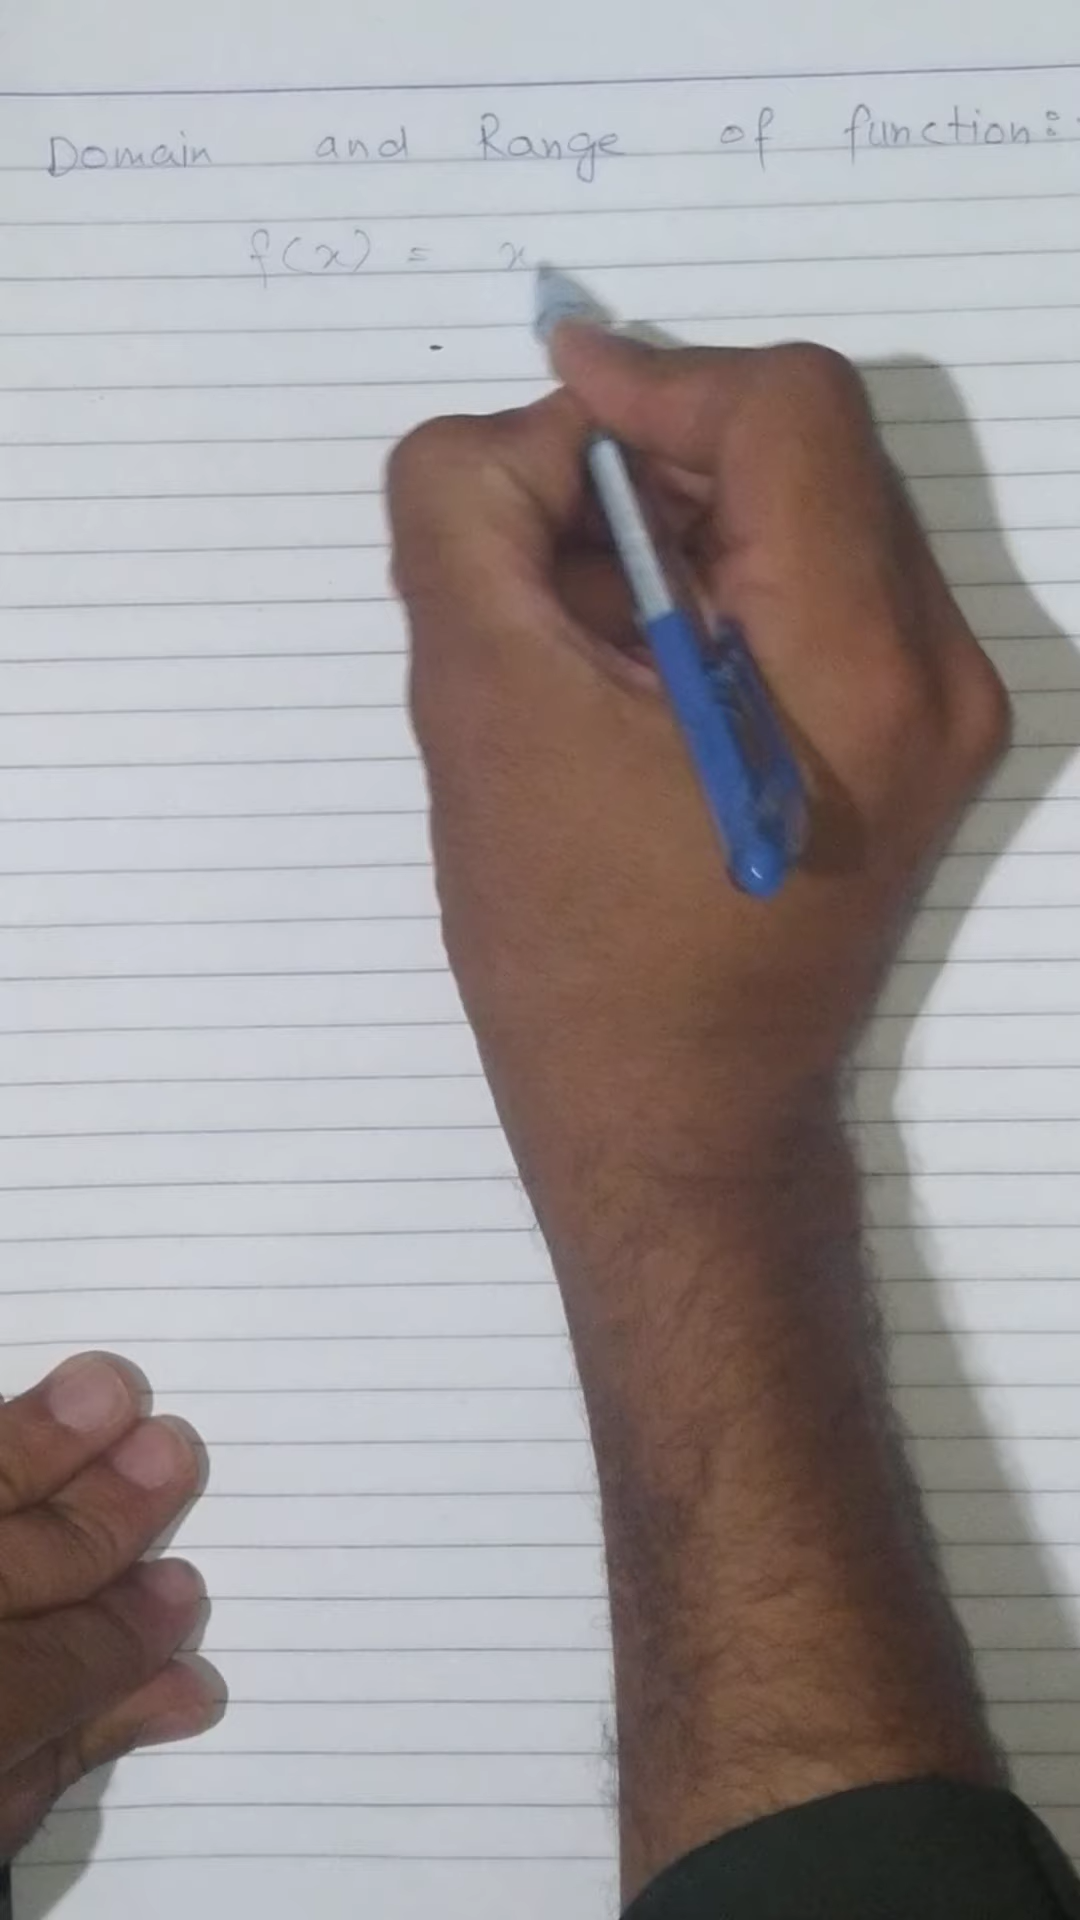 Domain and Range of function:
f(x) = x